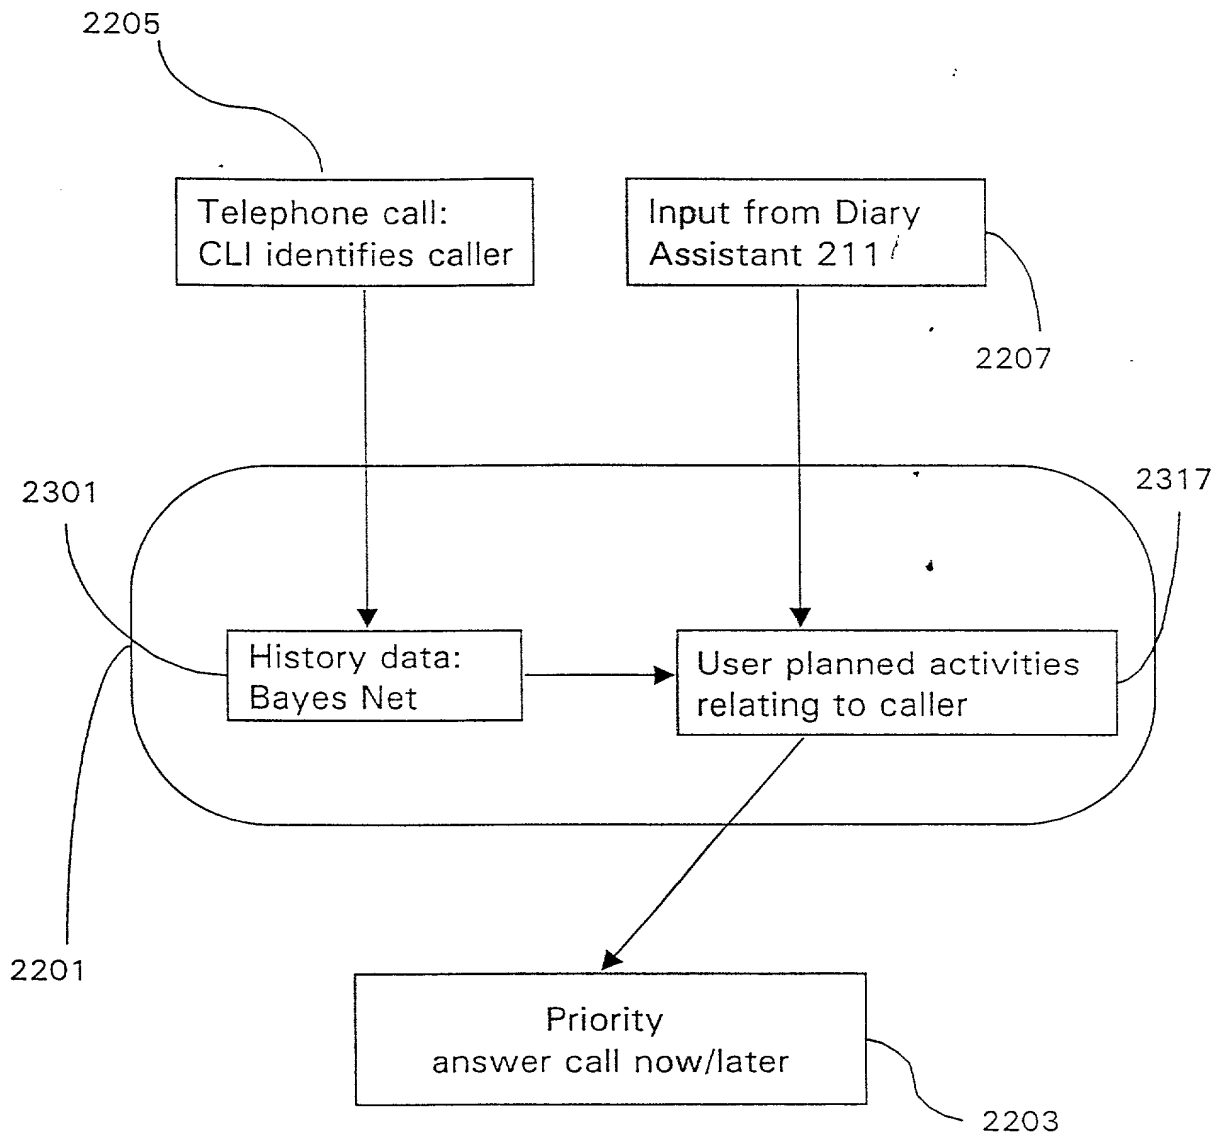 2205
Telephone call:
CLI identifies caller
Input from Diary
Assistant 211
2207
2301
2317
History data:
Bayes Net
User planned activities
relating to caller
2201
Priority
answer call now/later
2203